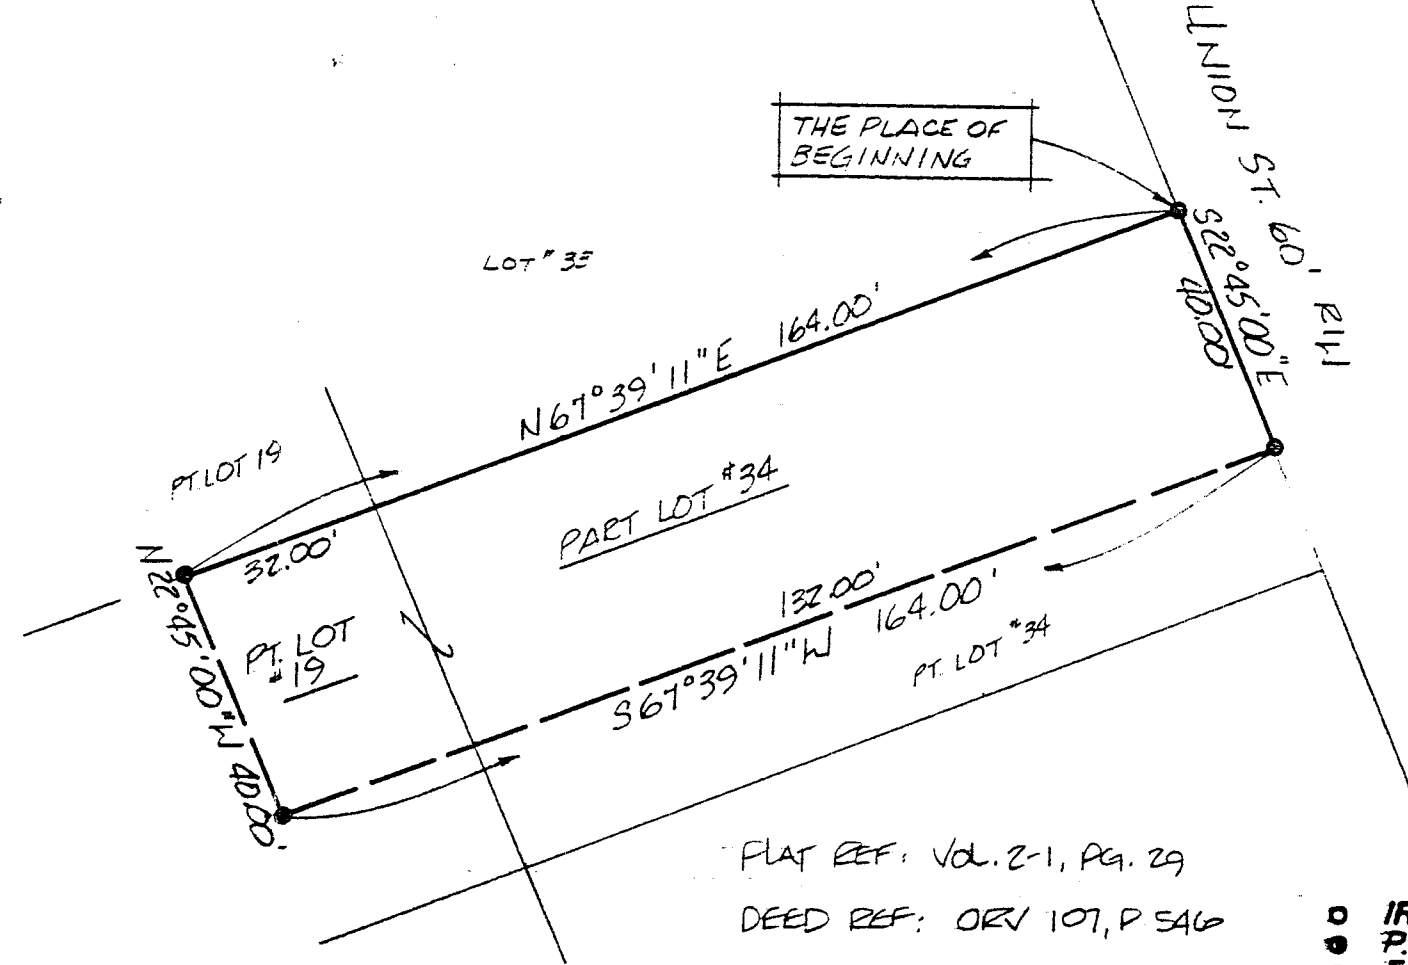 UNION ST. 60' R/W
THE PLACE OF
BEGINNING
S22°45'00"E
40.00'
LOT #33
N67°39'11"E 164.00'
PT. LOT 19
32.00'
PART LOT #34
N22°45'00"W 40.00'
PT. LOT
#19
132.00'
S67°39'11"W 164.00'
PT. LOT #34
PLAT REF: VOL. 2-1, PG. 29
DEED REF: ORV 107, P 546